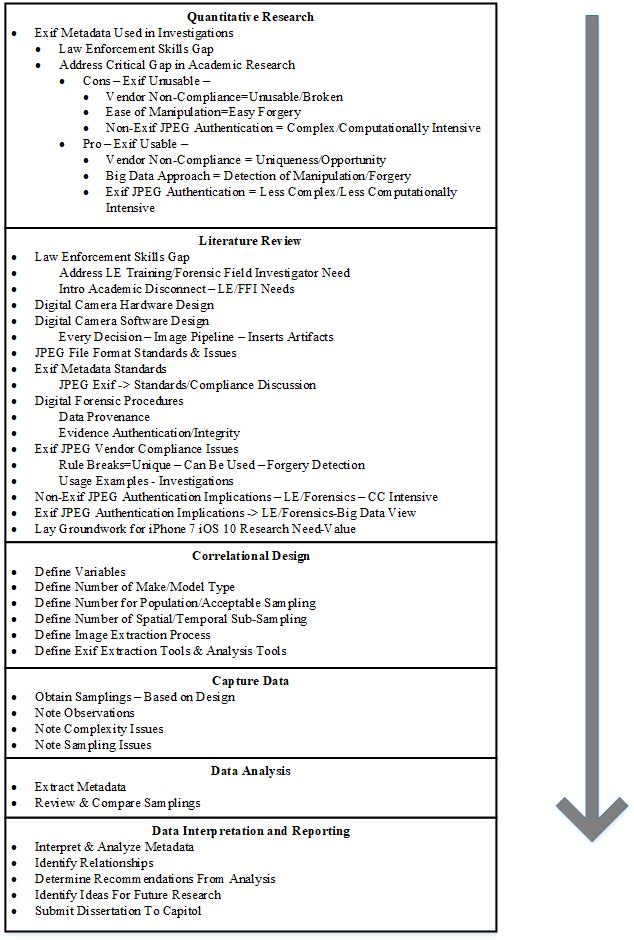 Quantitative Research
• Exif Metadata Used in Investigations
• Law Enforcement Skills Gap
• Address Critical Gap in Academic Research
• Cons – Exif Unusable –
• Vendor Non-Compliance=Unusable/Broken
• Ease of Manipulation=Easy Forgery
• Non-Exif JPEG Authentication = Complex/Computationally Intensive
• Pro – Exif Usable –
• Vendor Non-Compliance = Uniqueness/Opportunity
• Big Data Approach = Detection of Manipulation/Forgery
• Exif JPEG Authentication = Less Complex/Less Computationally
Intensive
Literature Review
• Law Enforcement Skills Gap
• Address LE Training/Forensic Field Investigator Need
• Intro Academic Disconnect – LE/FFI Needs
• Digital Camera Hardware Design
• Digital Camera Software Design
• Every Decision – Image Pipeline – Inserts Artifacts
• JPEG File Format Standards & Issues
• Exif Metadata Standards
• JPEG Exif -> Standards/Compliance Discussion
• Digital Forensic Procedures
• Data Provenance
• Evidence Authentication/Integrity
• Exif JPEG Vendor Compliance Issues
• Rule Breaks=Unique – Can Be Used – Forgery Detection
• Usage Examples - Investigations
• Non-Exif JPEG Authentication Implications – LE/Forensics – CC Intensive
• Exif JPEG Authentication Implications -> LE/Forensics-Big Data View
• Lay Groundwork for iPhone 7 iOS 10 Research Need-Value
Correlational Design
• Define Variables
• Define Number of Make/Model Type
• Define Number for Population/Acceptable Sampling
• Define Number of Spatial/Temporal Sub-Sampling
• Define Image Extraction Process
• Define Exif Extraction Tools & Analysis Tools
Capture Data
• Obtain Samplings – Based on Design
• Note Observations
• Note Complexity Issues
• Note Sampling Issues
Data Analysis
• Extract Metadata
• Review & Compare Samplings
Data Interpretation and Reporting
• Interpret & Analyze Metadata
• Identify Relationships
• Determine Recommendations From Analysis
• Identify Ideas For Future Research
• Submit Dissertation To Capitol